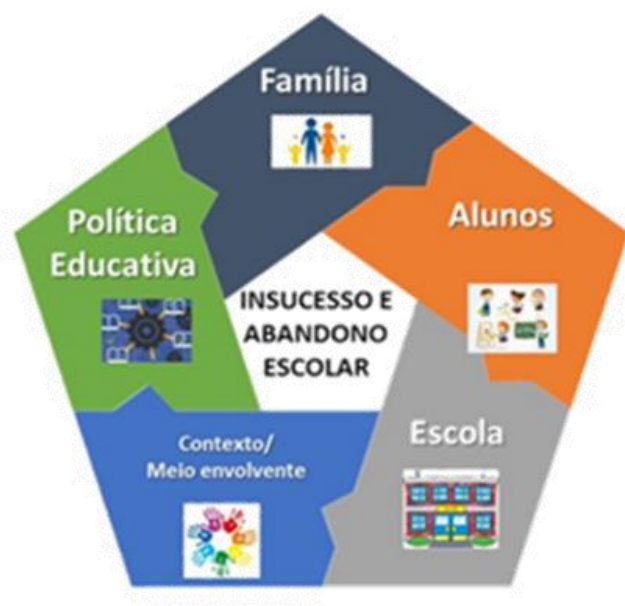 Família
Alunos
Política
Educativa
INSUCESSO E
ABANDONO
ESCOLAR
Escola
Contexto/
Meio envolvente